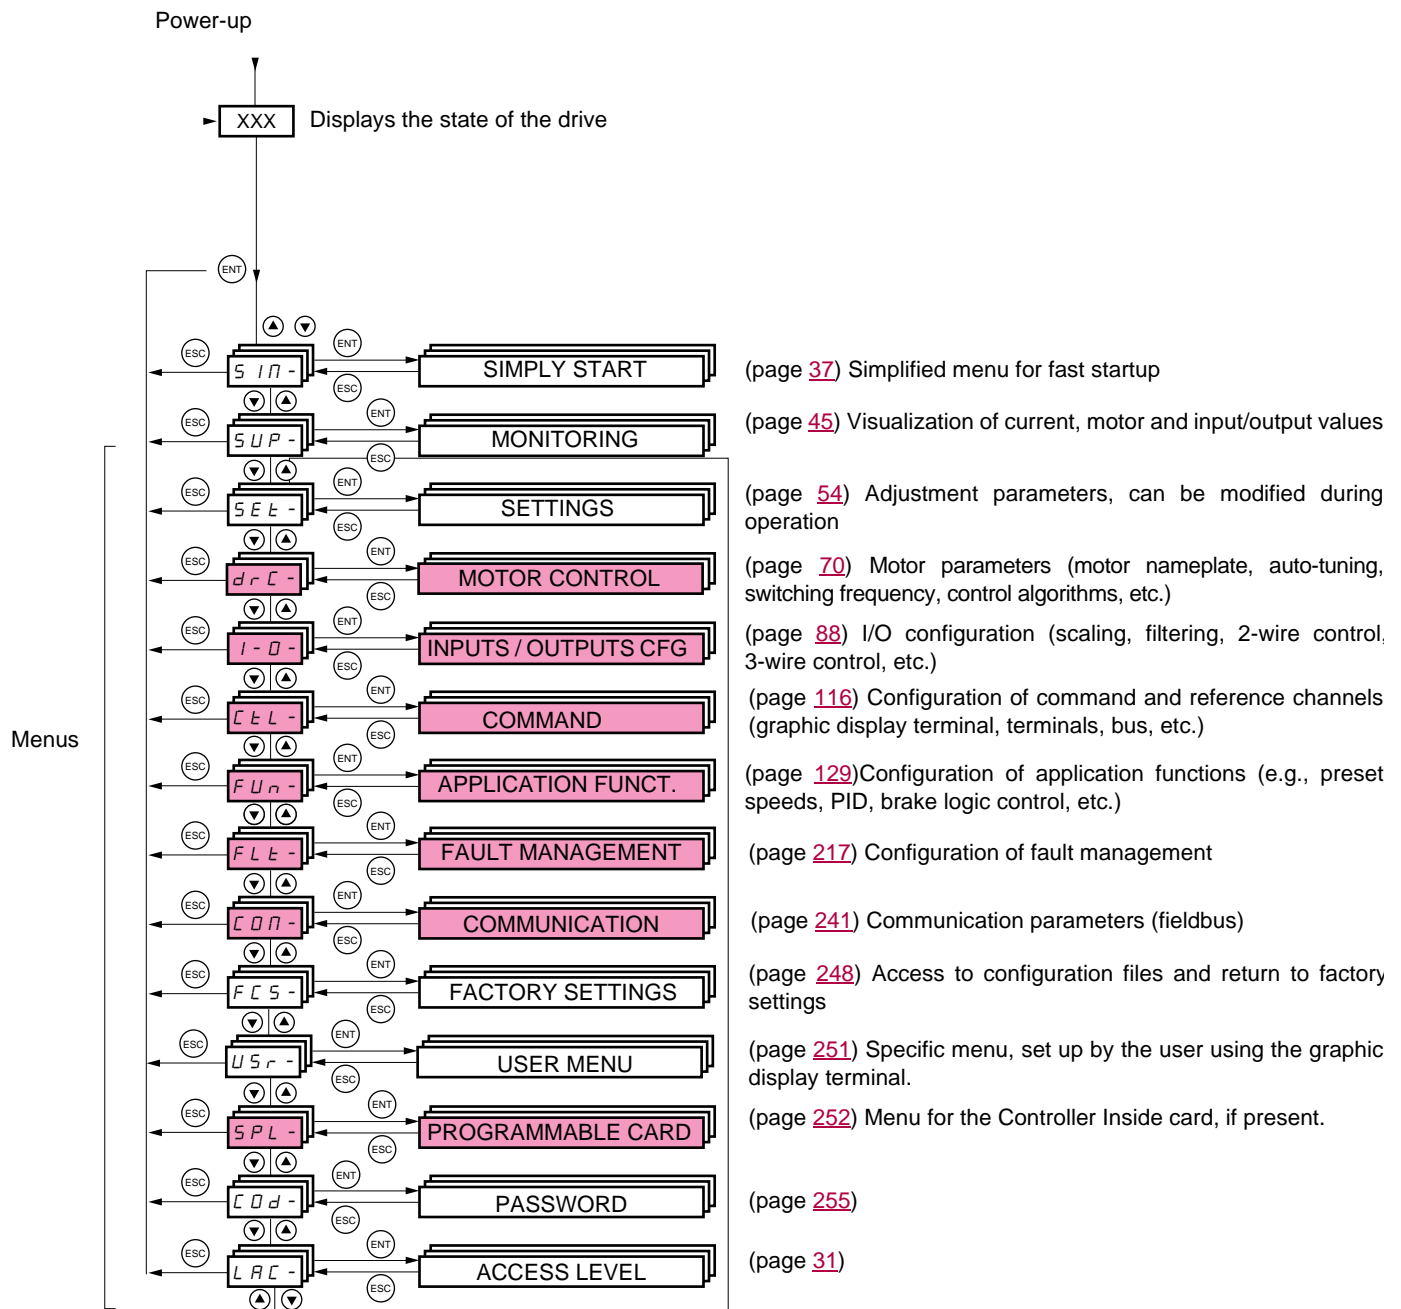 Power-up
XXX Displays the state of the drive
ENT
ESC SIM- ENT SIMPLY START ESC (page 37) Simplified menu for fast startup
ESC SUP- ENT MONITORING ESC (page 45) Visualization of current, motor and input/output values
ESC SEt- ENT SETTINGS ESC (page 54) Adjustment parameters, can be modified during
operation
ESC drC- ENT MOTOR CONTROL ESC (page 70) Motor parameters (motor nameplate, auto-tuning,
switching frequency, control algorithms, etc.)
ESC I-O- ENT INPUTS / OUTPUTS CFG ESC (page 88) I/O configuration (scaling, filtering, 2-wire control,
3-wire control, etc.)
ESC CtL- ENT COMMAND ESC (page 116) Configuration of command and reference channels
(graphic display terminal, terminals, bus, etc.)
Menus
ESC FUn- ENT APPLICATION FUNCT. ESC (page 129)Configuration of application functions (e.g., preset
speeds, PID, brake logic control, etc.)
ESC FLt- ENT FAULT MANAGEMENT ESC (page 217) Configuration of fault management
ESC COM- ENT COMMUNICATION ESC (page 241) Communication parameters (fieldbus)
ESC FCS- ENT FACTORY SETTINGS ESC (page 248) Access to configuration files and return to factory
settings
ESC USr- ENT USER MENU ESC (page 251) Specific menu, set up by the user using the graphic
display terminal.
ESC SPL- ENT PROGRAMMABLE CARD ESC (page 252) Menu for the Controller Inside card, if present.
ESC COd- ENT PASSWORD ESC (page 255)
ESC LAC- ENT ACCESS LEVEL ESC (page 31)